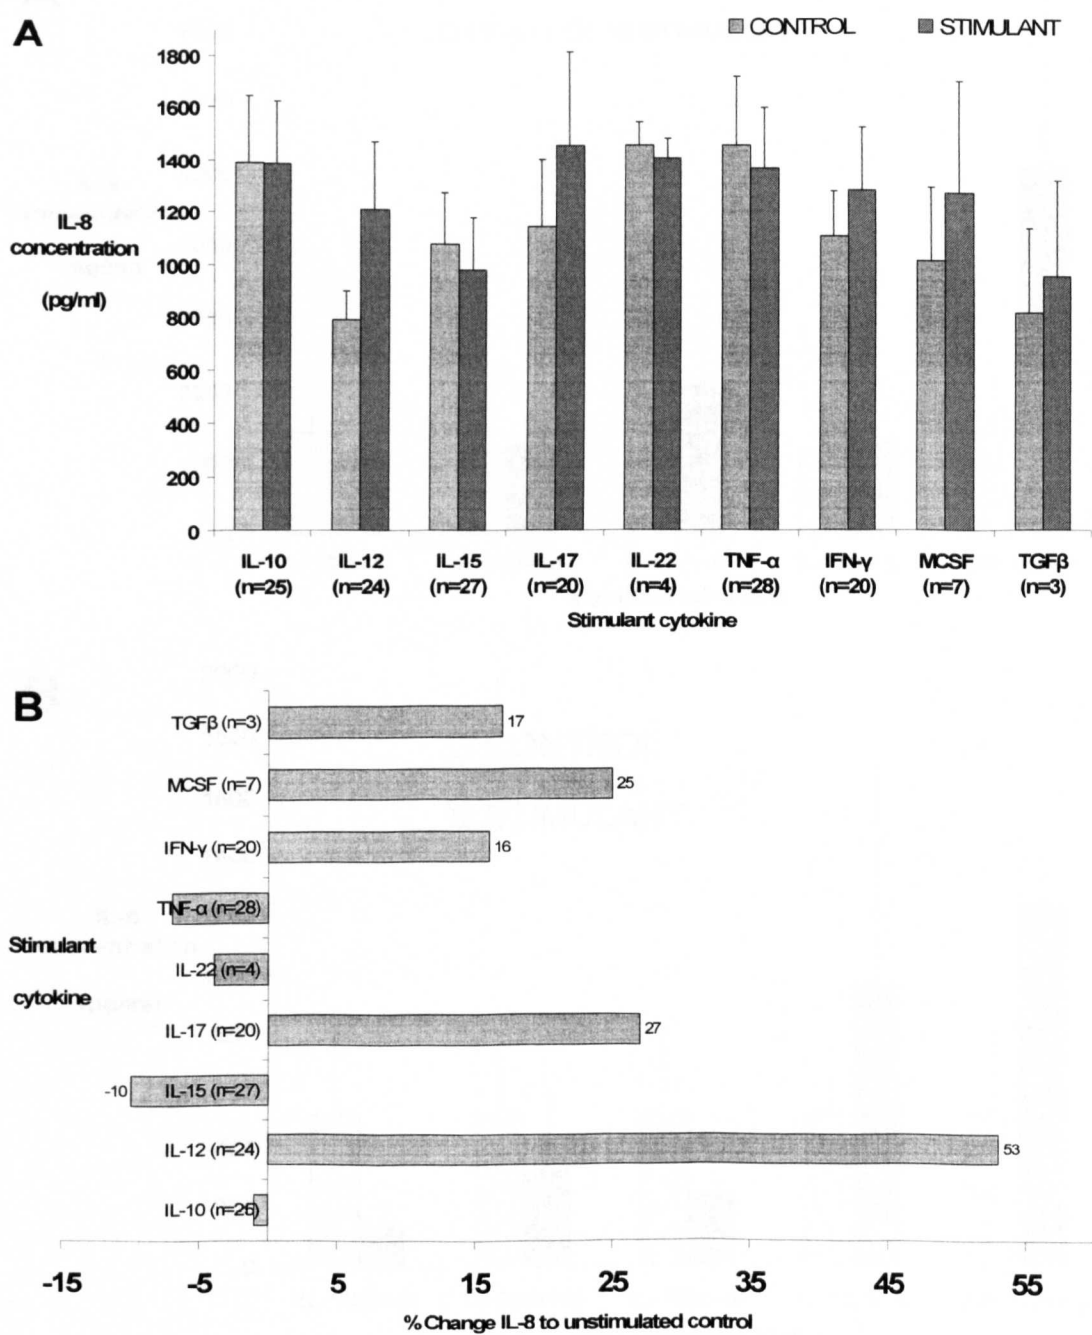 A
CONTROL STIMULANT
1800
1600
1400
1200
1000
800
600
400
200
0
IL-8
concentration
(pg/ml)
IL-10 IL-12 IL-15 IL-17 IL-22 TNF-α IFN-γ MCSF TGFβ
(n=25) (n=24) (n=27) (n=20) (n=4) (n=28) (n=20) (n=7) (n=3)
Stimulant cytokine
B
TGFβ (n=3) 17
MCSF (n=7) 25
IFN-γ (n=20) 16
TNF-α (n=28)
Stimulant
cytokine
IL-22 (n=4)
IL-17 (n=20) 27
-10 IL-15 (n=27)
IL-12 (n=24) 53
IL-10 (n=25)
-15 -5 5 15 25 35 45 55
% Change IL-8 to unstimulated control